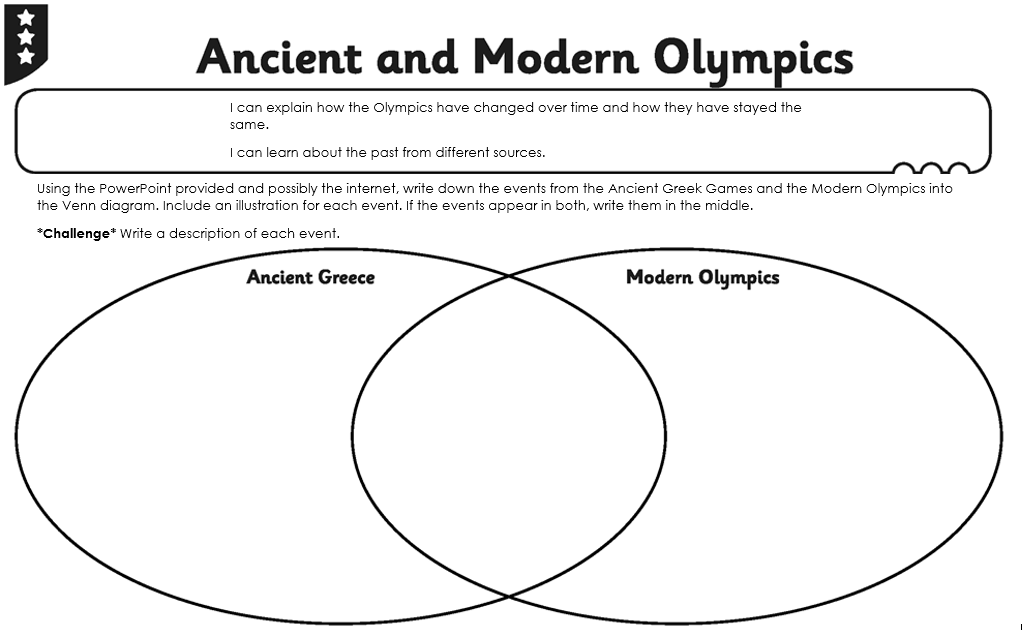 Ancient and Modern Olympics
I can explain how the Olympics have changed over time and how they have stayed the
same.
I can learn about the past from different sources.
Using the PowerPoint provided and possibly the internet, write down the events from the Ancient Greek Games and the Modern Olympics into
the Venn diagram. Include an illustration for each event. If the events appear in both, write them in the middle.
*Challenge* Write a description of each event.
Ancient Greece
Modern Olympics